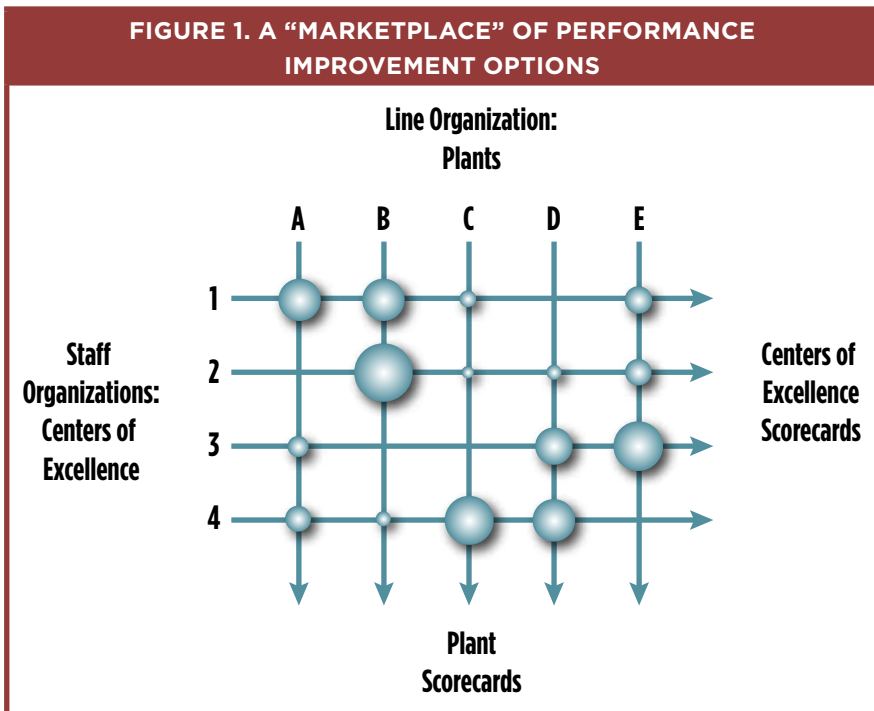 FIGURE 1. A “MARKETPLACE” OF PERFORMANCE
IMPROVEMENT OPTIONS
Line Organization:
Plants
A B C D E
1
2
3
4
Staff
Organizations:
Centers of
Excellence
Centers of
Excellence
Scorecards
Plant
Scorecards